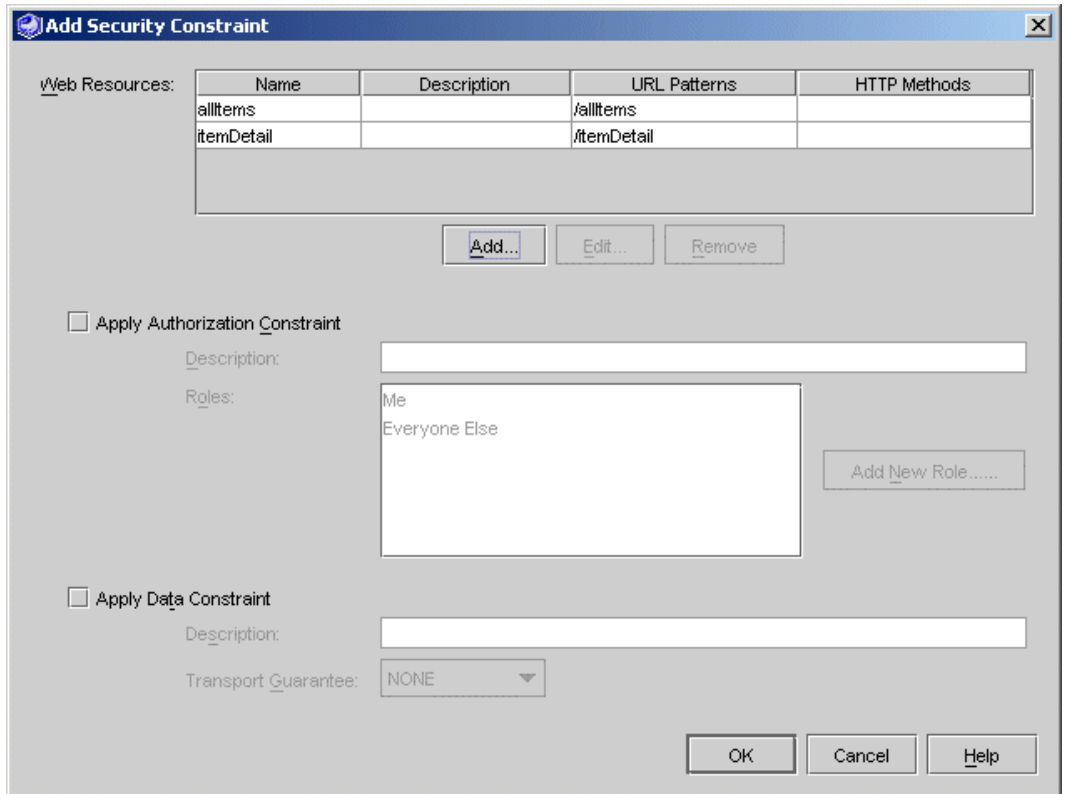 Add Security Constraint
Web Resources:
Name Description URL Patterns HTTP Methods
allItems /allItems
itemDetail /itemDetail
Add... Edit... Remove
Apply Authorization Constraint
Description:
Roles:
Me
Everyone Else
Add New Role......
Apply Data Constraint
Description:
Transport Guarantee: NONE
OK Cancel Help